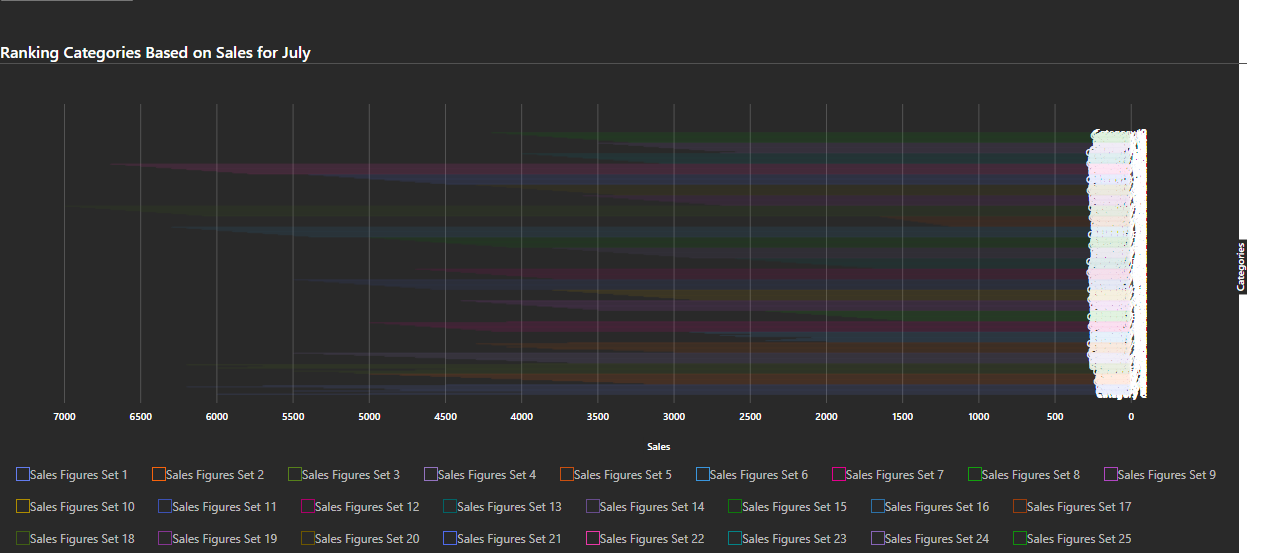 Ranking Categories Based on Sales for July
Categories
7000 6500 6000 5500 5000 4500 4000 3500 3000 2500 2000 1500 1000 500 0
Sales
Sales Figures Set 1 Sales Figures Set 2 Sales Figures Set 3 Sales Figures Set 4 Sales Figures Set 5 Sales Figures Set 6 Sales Figures Set 7 Sales Figures Set 8 Sales Figures Set 9
Sales Figures Set 10 Sales Figures Set 11 Sales Figures Set 12 Sales Figures Set 13 Sales Figures Set 14 Sales Figures Set 15 Sales Figures Set 16 Sales Figures Set 17
Sales Figures Set 18 Sales Figures Set 19 Sales Figures Set 20 Sales Figures Set 21 Sales Figures Set 22 Sales Figures Set 23 Sales Figures Set 24 Sales Figures Set 25